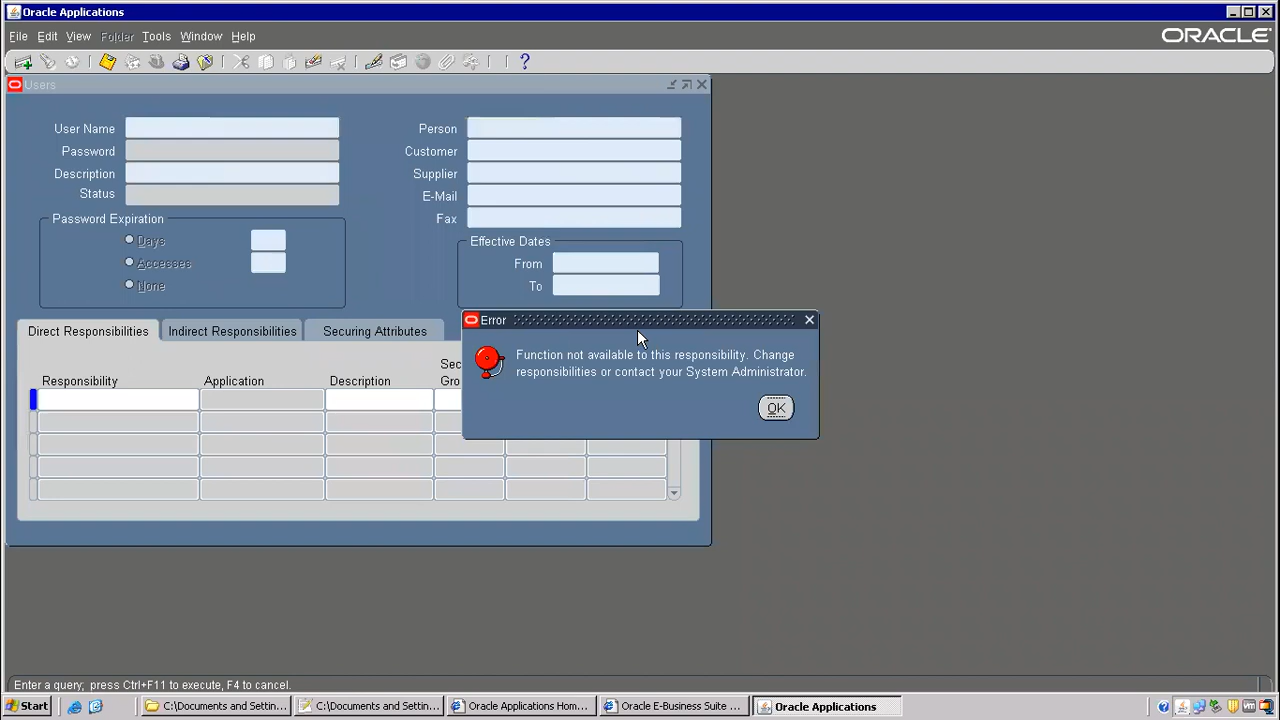 Oracle Applications
File Edit View Folder Tools Window Help
ORACLE
?
Users
User Name
Password
Description
Status
Person
Customer
Supplier
E-Mail
Fax
Password Expiration
Days
Accesses
None
Effective Dates
From
To
Direct Responsibilities Indirect Responsibilities Securing Attributes
Sec
Responsibility Application Description Gro
Error
Function not available to this responsibility. Change
responsibilities or contact your System Administrator.
OK
Enter a query; press Ctrl+F11 to execute, F4 to cancel.
Start C:\Documents and Settin... C:\Documents and Settin... Oracle Applications Ho... Oracle E-Business Suite ... Oracle Applications